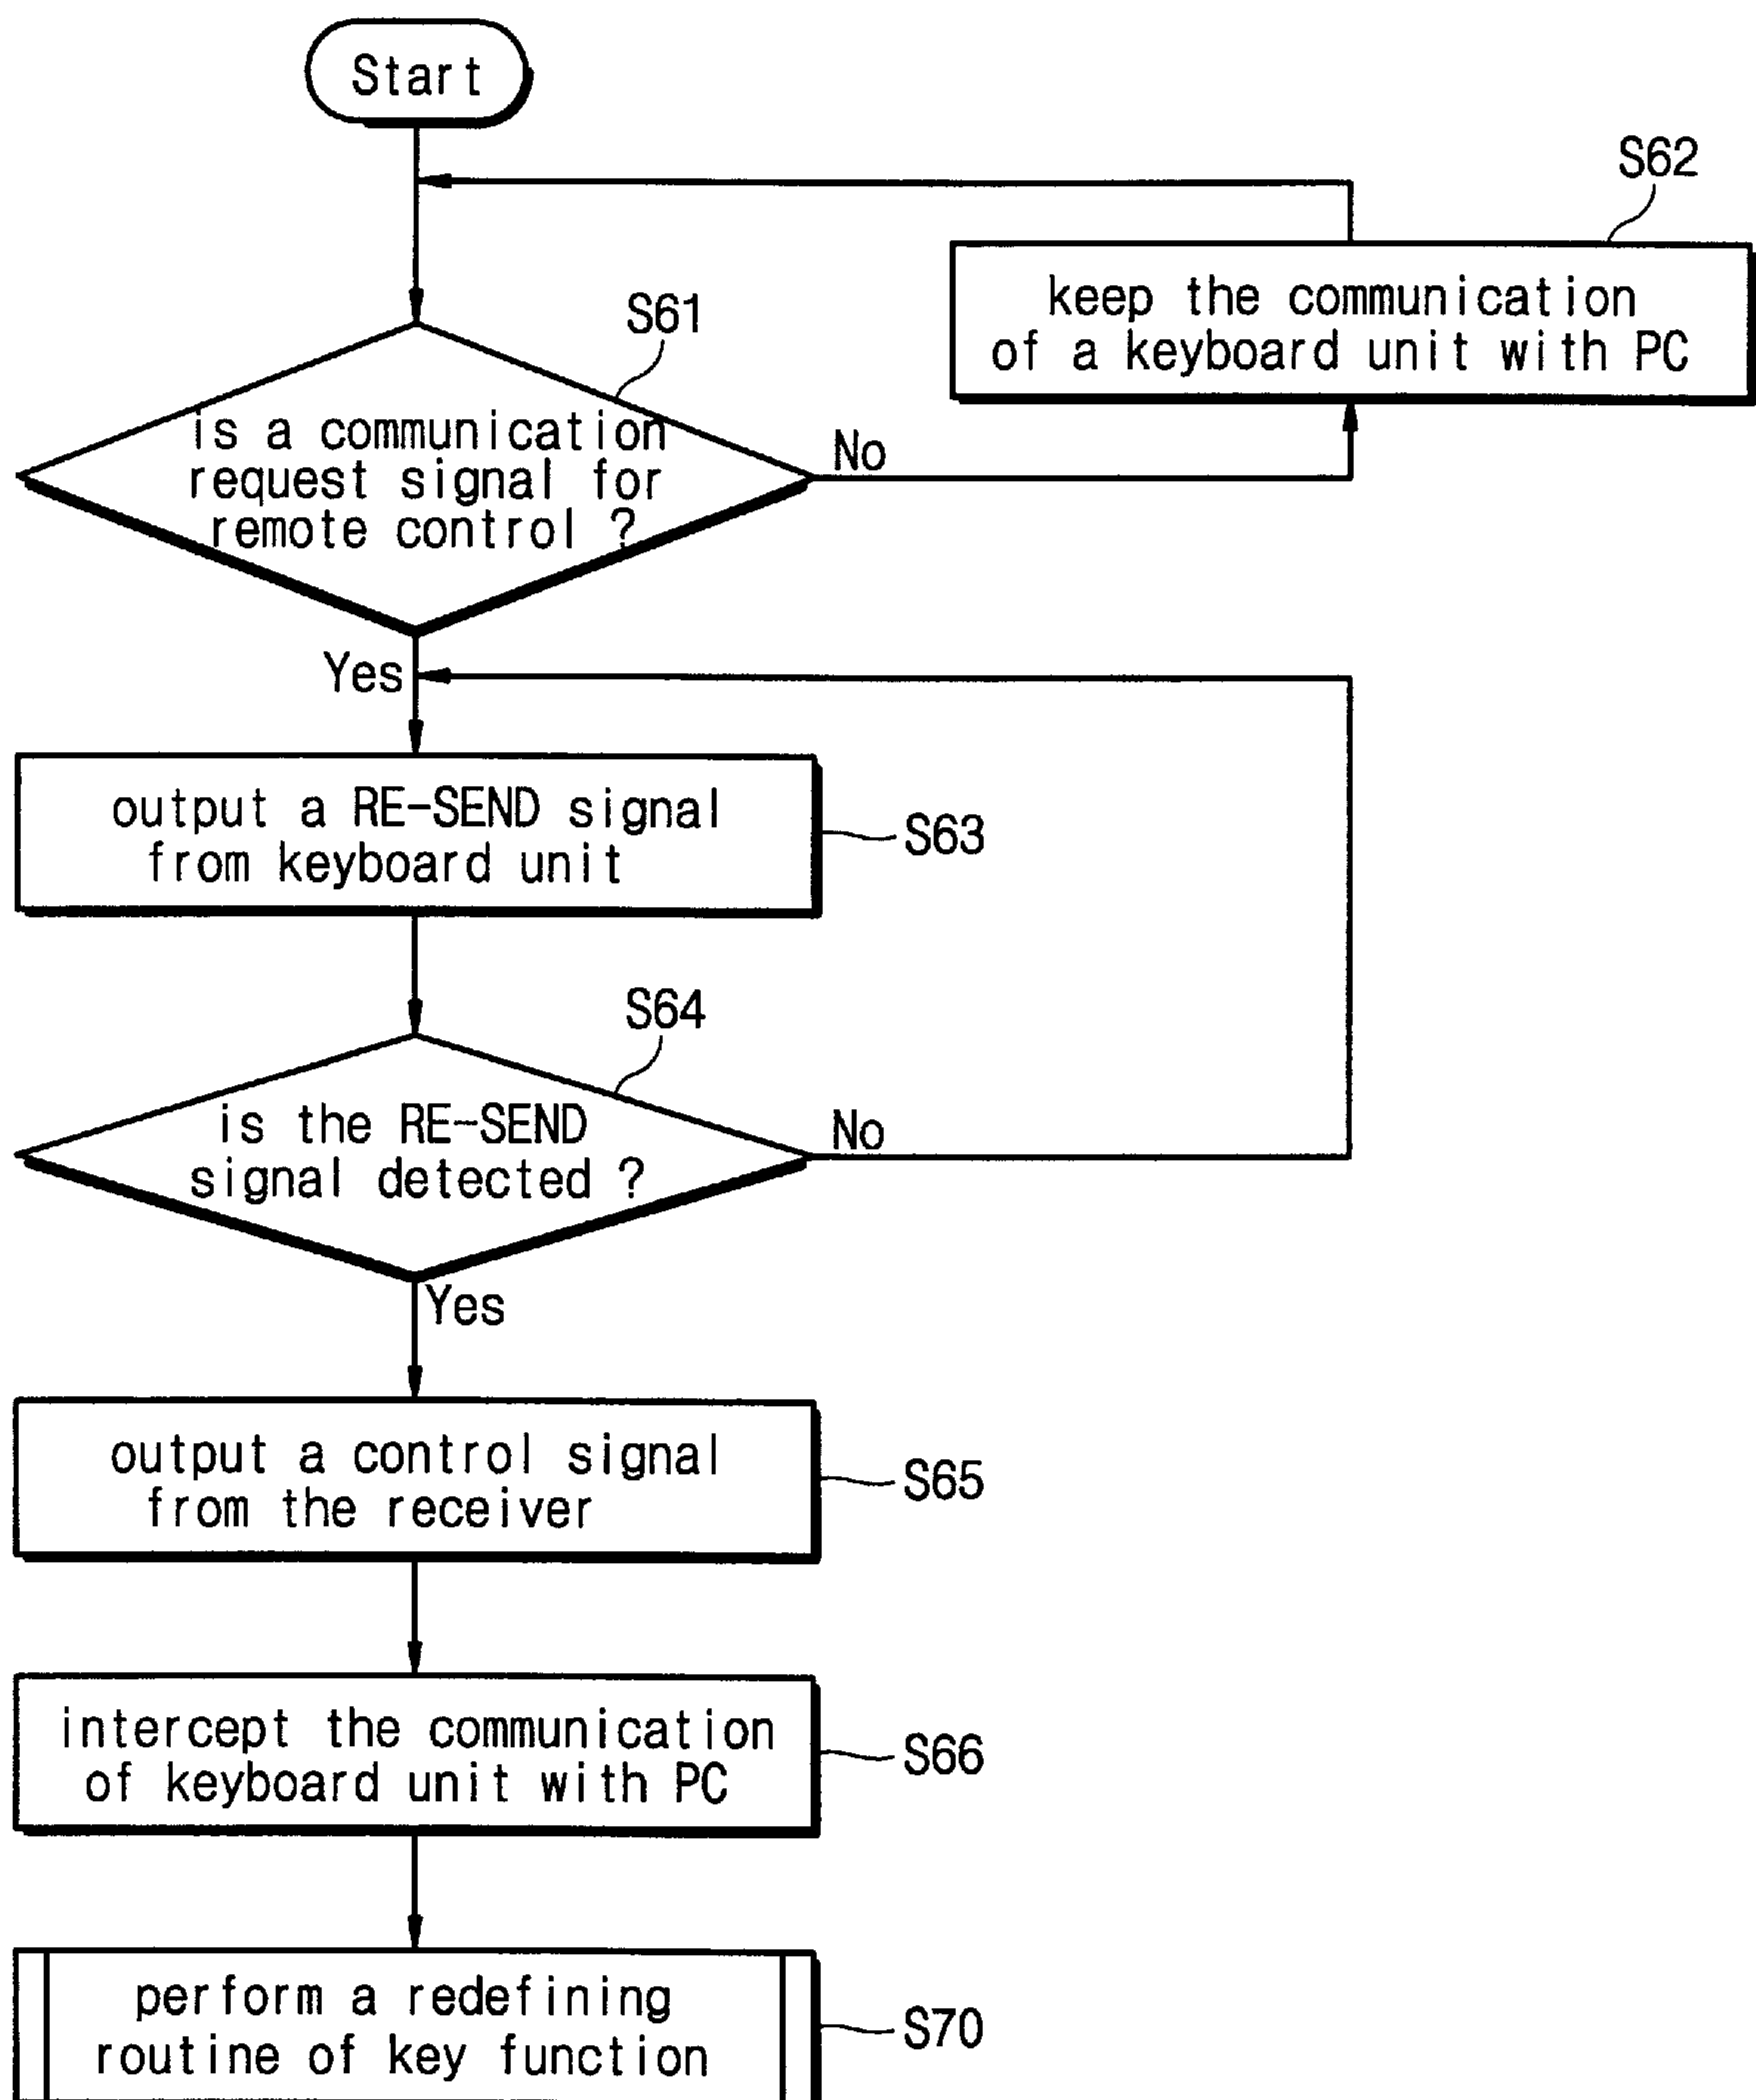 Start
S62
keep the communication
of a keyboard unit with PC
S61
is a communication
request signal for
remote control ?
No
Yes
output a RE-SEND signal
from keyboard unit
S63
S64
is the RE-SEND
signal detected ?
No
Yes
output a control signal
from the receiver
S65
intercept the communication
of keyboard unit with PC
S66
perform a redefining
routine of key function
S70